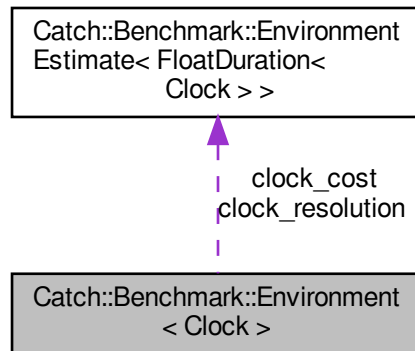 Catch::Benchmark::Environment
Estimate< FloatDuration<
Clock > >
clock_cost
clock_resolution
Catch::Benchmark::Environment
< Clock >